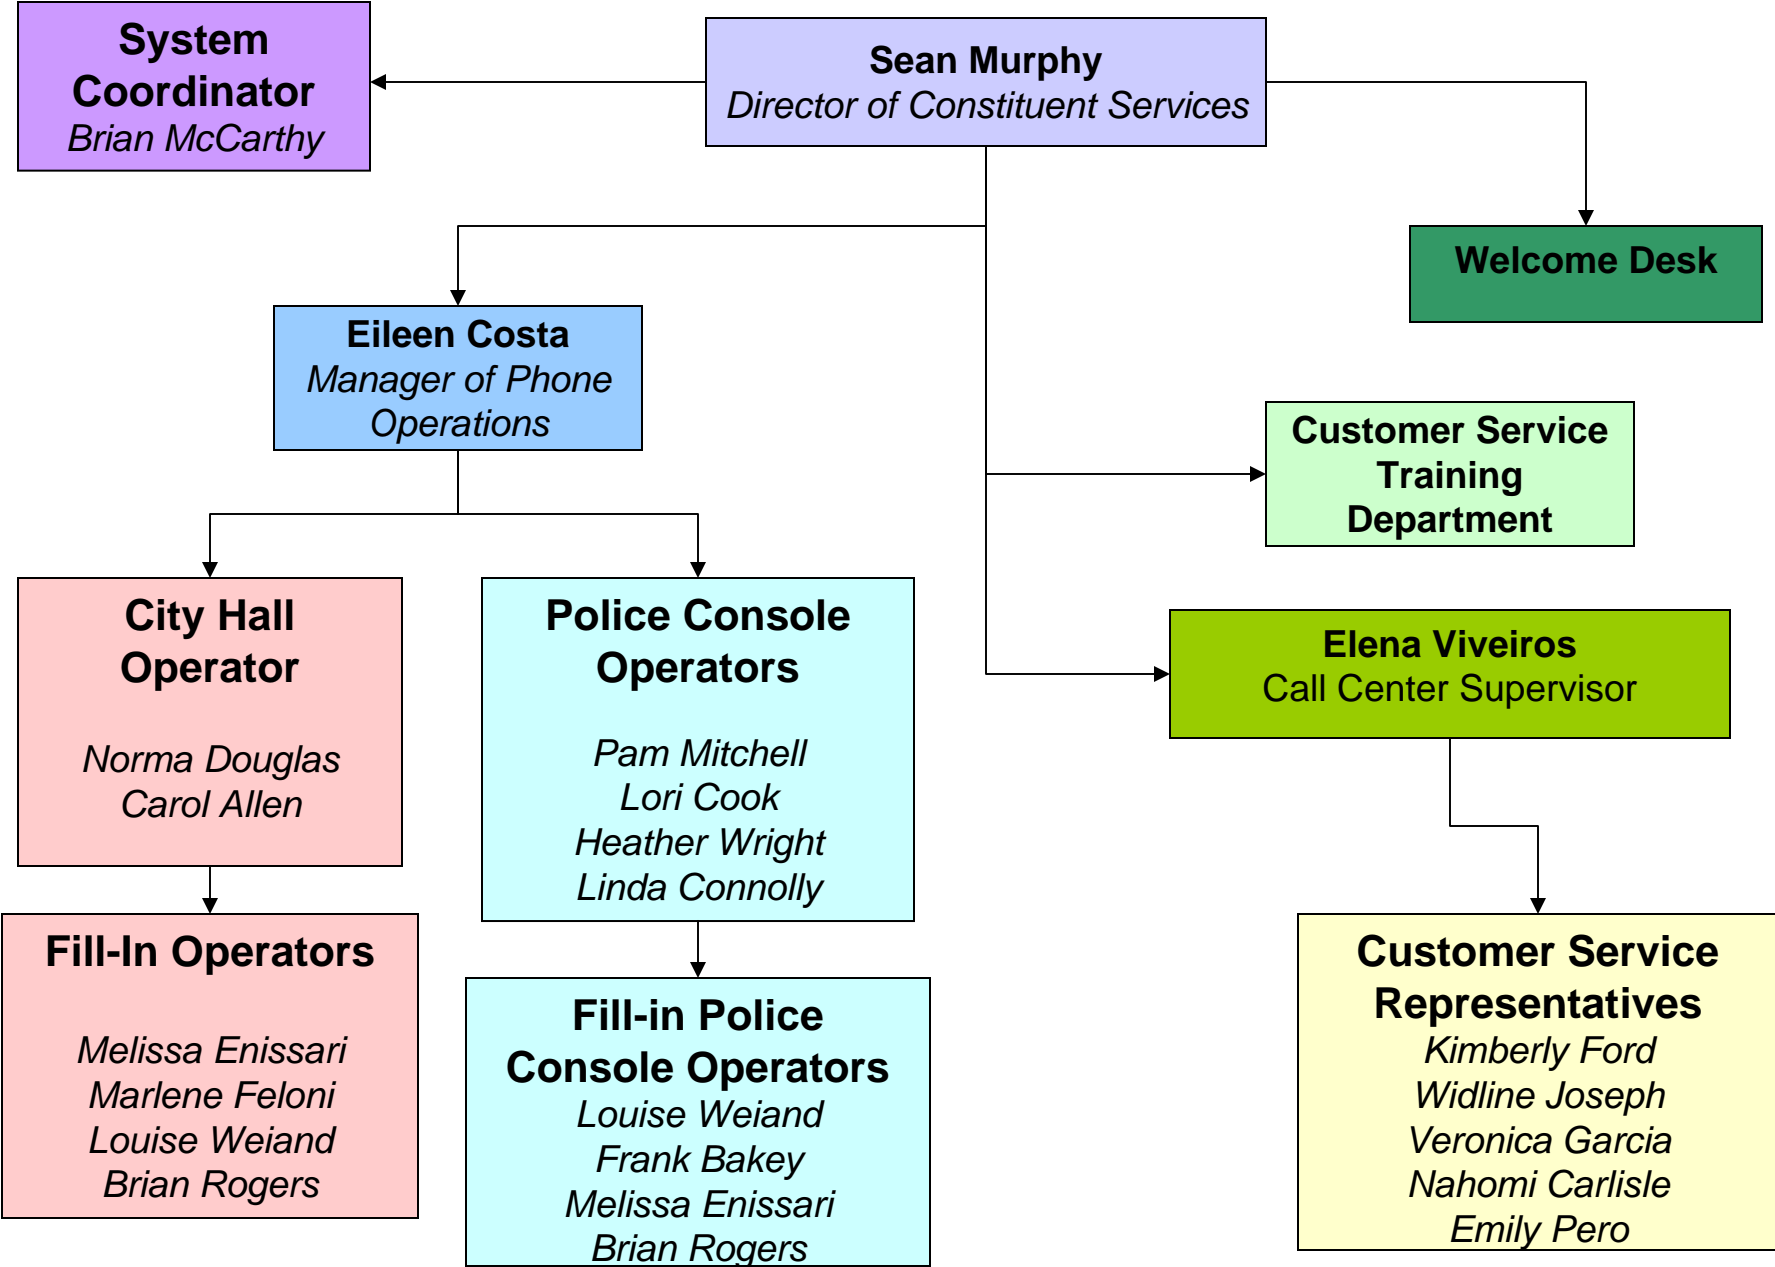 System
Coordinator
Brian McCarthy
Sean Murphy
Director of Constituent Services
Welcome Desk
Eileen Costa
Manager of Phone
Operations
Customer Service
Training
Department
City Hall
Operator
Norma Douglas
Carol Allen
Police Console
Operators
Pam Mitchell
Lori Cook
Heather Wright
Linda Connolly
Elena Viveiros
Call Center Supervisor
Fill-In Operators
Melissa Enissari
Marlene Feloni
Louise Weiand
Brian Rogers
Fill-in Police
Console Operators
Louise Weiand
Frank Bakey
Melissa Enissari
Brian Rogers
Customer Service
Representatives
Kimberly Ford
Widline Joseph
Veronica Garcia
Nahomi Carlisle
Emily Pero